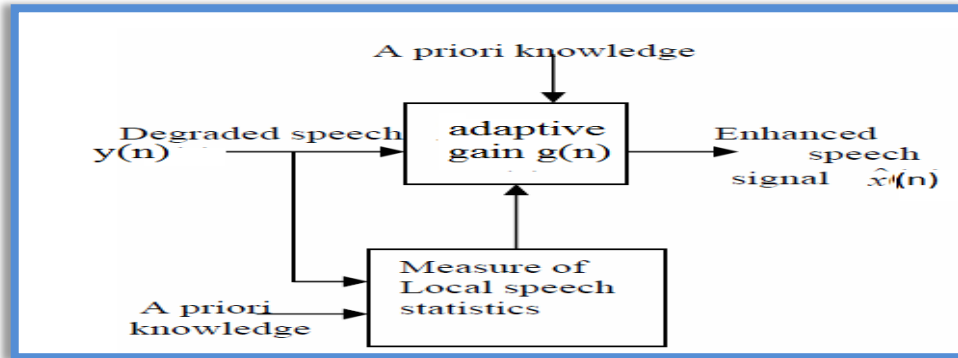 A priori knowledge
Degraded speech
y(n)
adaptive
gain g(n)
Enhanced
speech
signal x̂(n)
Measure of
Local speech
statistics
A priori
knowledge